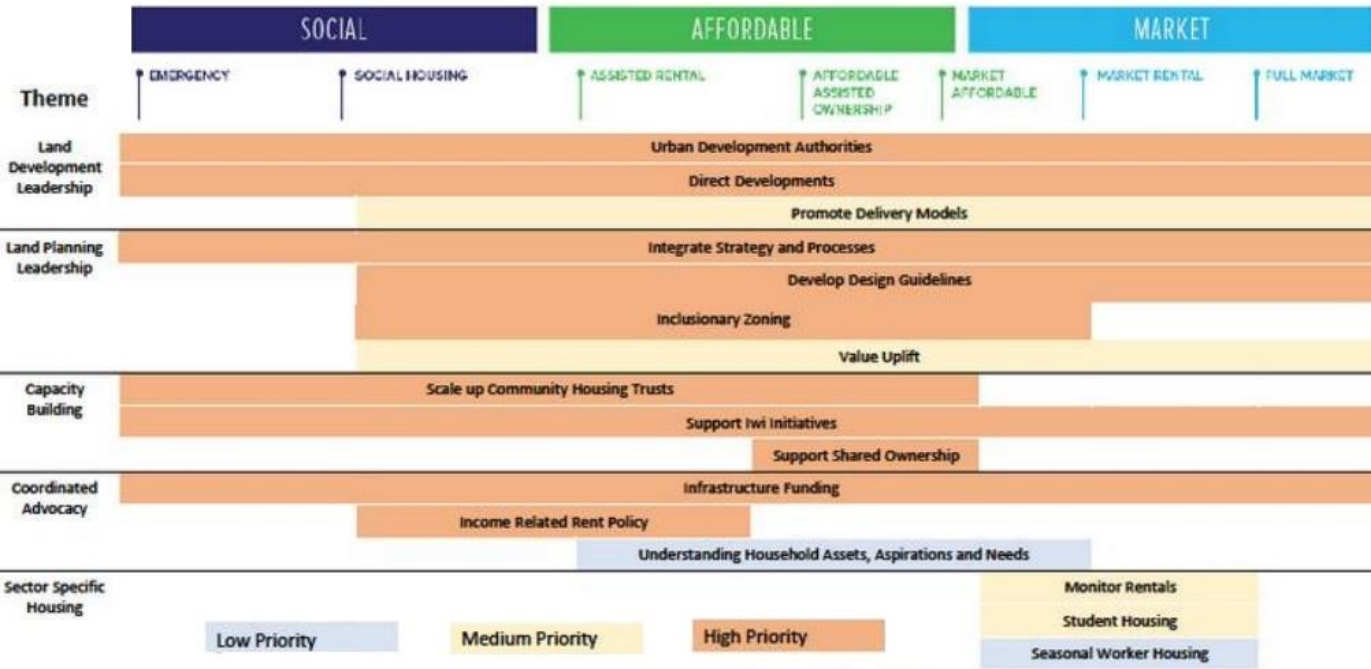 SOCIAL AFFORDABLE MARKET
Theme
EMERGENCY
SOCIAL HOUSING
ASSISTED RENTAL
AFFORDABLE
ASSISTED
OWNERSHIP
MARKET
AFFORDABLE
MARKET RENTAL
FULL MARKET
Land
Development
Leadership
Urban Development Authorities
Direct Developments
Promote Delivery Models
Land Planning
Leadership
Integrate Strategy and Processes
Develop Design Guidelines
Inclusionary Zoning
Value Uplift
Capacity
Building
Scale up Community Housing Trusts
Support Iwi Initiatives
Support Shared Ownership
Coordinated
Advocacy
Infrastructure Funding
Income Related Rent Policy
Understanding Household Assets, Aspirations and Needs
Sector Specific
Housing
Monitor Rentals
Student Housing
Seasonal Worker Housing
Low Priority
Medium Priority
High Priority